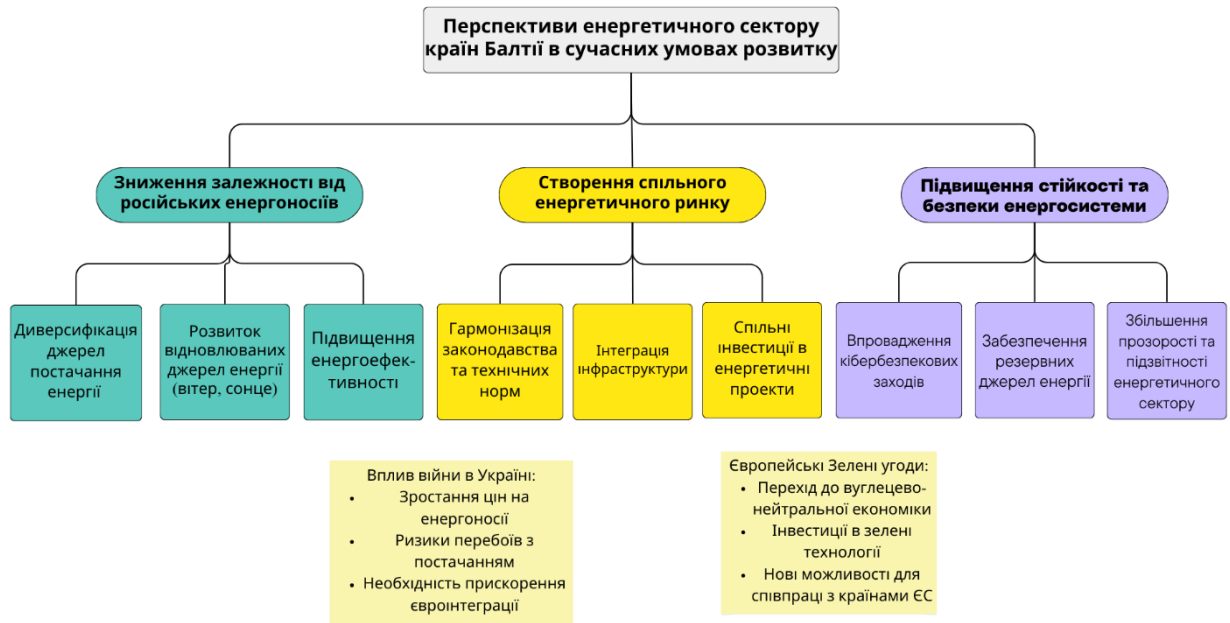 Перспективи енергетичного сектору
країн Балтії в сучасних умовах розвитку
Зниження залежності від
російських енергоносіїв
Створення спільного
енергетичного ринку
Підвищення стійкості та
безпеки енергосистеми
Диверсифікація
джерел
постачання
енергії
Розвиток
відновлюваних
джерел енергії
(вітер, сонце)
Підвищення
енергоефек-
тивності
Гармонізація
законодавства
та технічних
норм
Інтеграція
інфраструктури
Спільні
інвестиції в
енергетичні
проекти
Впровадження
кібербезпекових
заходів
Забезпечення
резервних
джерел енергії
Збільшення
прозорості та
підзвітності
енергетичного
сектору
Вплив війни в Україні:
• Зростання цін на
енергоносії
• Ризики перебоїв з
постачанням
• Необхідність прискорення
євроінтеграції
Європейські Зелені угоди:
• Перехід до вуглецево-
нейтральної економіки
• Інвестиції в зелені
технології
• Нові можливості для
співпраці з країнами ЄС